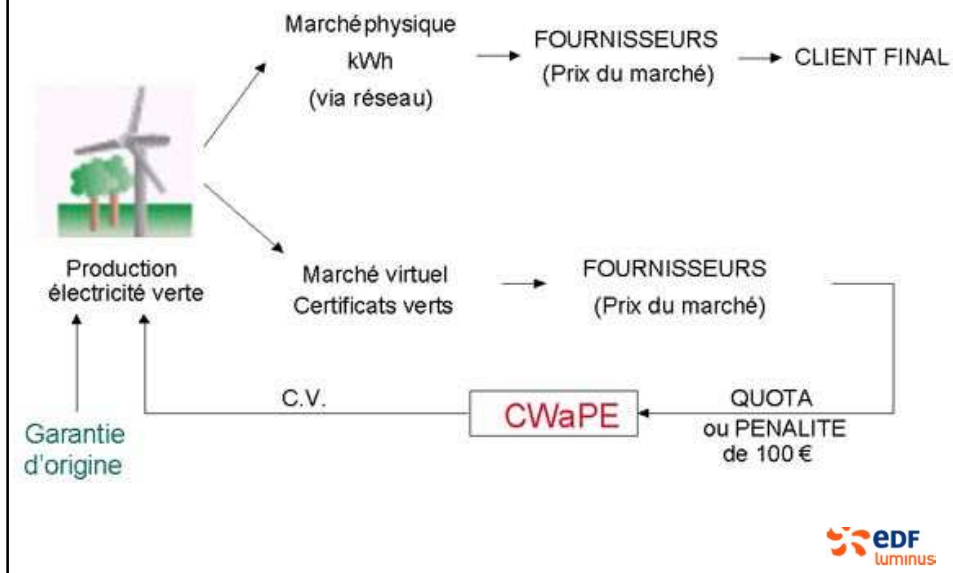 Marché physique
kWh
(via réseau)
FOURNISSEURS
(Prix du marché)
CLIENT FINAL
Production
électricité verte
Marché virtuel
Certificats verts
FOURNISSEURS
(Prix du marché)
C.V.
CWaPE
QUOTA
ou PENALITE
de 100 €
Garantie
d'origine
eDF
luminus